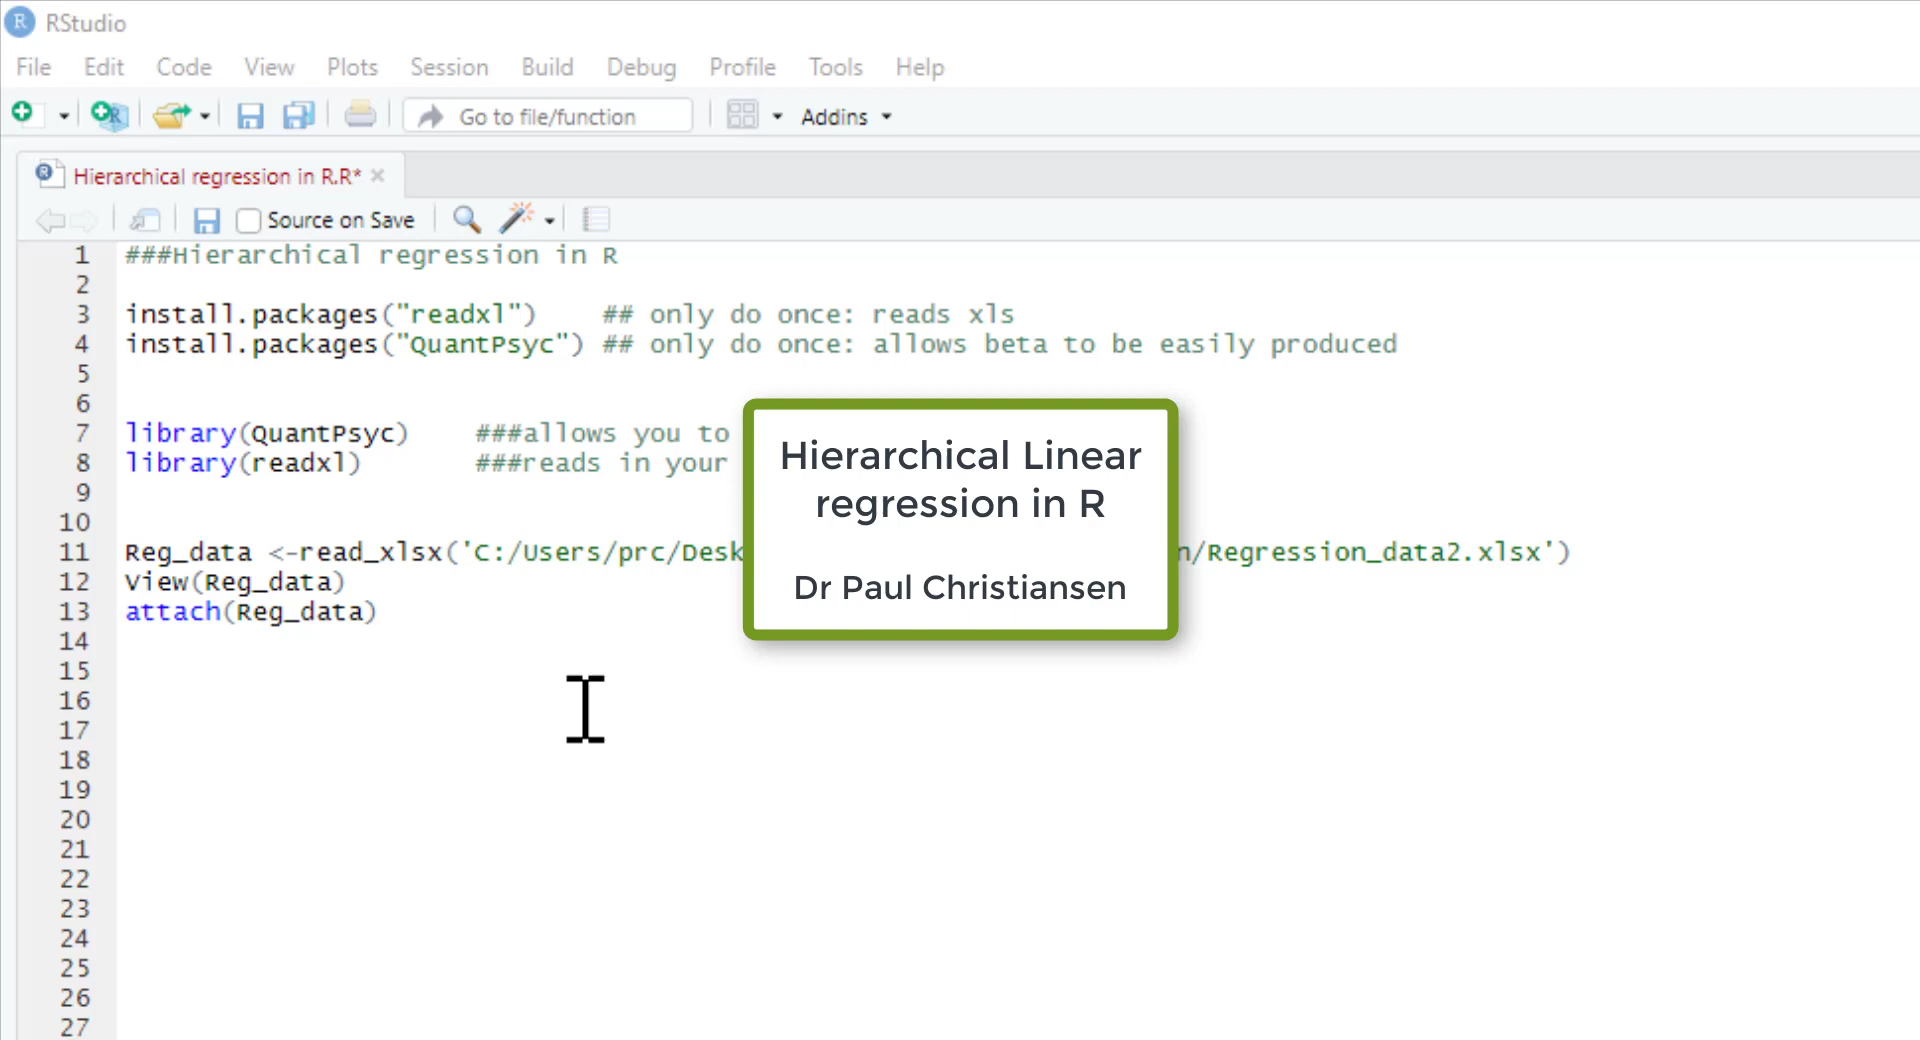 RStudio
File Edit Code View Plots Session Build Debug Profile Tools Help
Go to file/function Addins
Hierarchical regression in R.R*
Source on Save
1 ###Hierarchical regression in R
2
3 install.packages("readxl") ## only do once: reads xls
4 install.packages("QuantPsyc") ## only do once: allows beta to be easily produced
5
6
7 library(QuantPsyc) ###allows you to
8 library(readxl) ###reads in your
9
10
11 Reg_data <-read_xlsx('C:/Users/prc/Desk n/Regression_data2.xlsx')
12 View(Reg_data)
13 attach(Reg_data)
14
15
16
17
18
19
20
21
22
23
24
25
26
27
Hierarchical Linear
regression in R
Dr Paul Christiansen